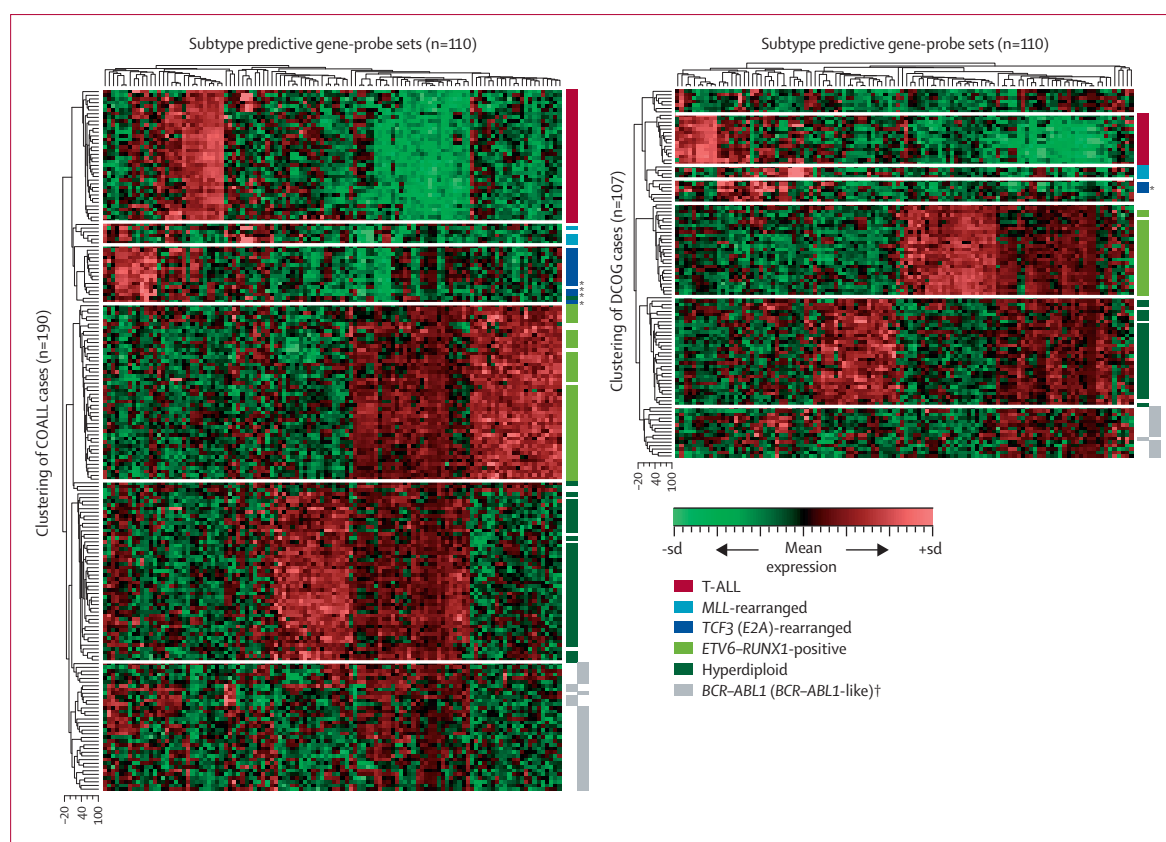 Subtype predictive gene-probe sets (n=110)
Clustering of COALL cases (n=190)
*
*
*
*
–20
40
100
Subtype predictive gene-probe sets (n=110)
Clustering of DCOG cases (n=107)
*
–20
40
100
-sd
Mean
expression
+sd
T-ALL
MLL-rearranged
TCF3 (E2A)-rearranged
ETV6–RUNX1-positive
Hyperdiploid
BCR–ABL1 (BCR–ABL1-like)†